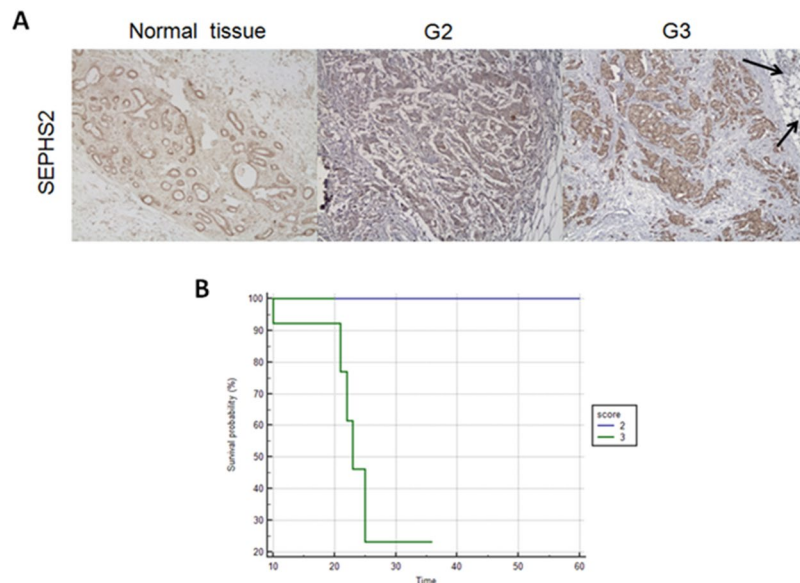 A
Normal tissue G2 G3
SEPHS2
B
100
90
80
70
60
50
40
30
20
Survival probability (%)
10 20 30 40 50 60
Time
score
2
3